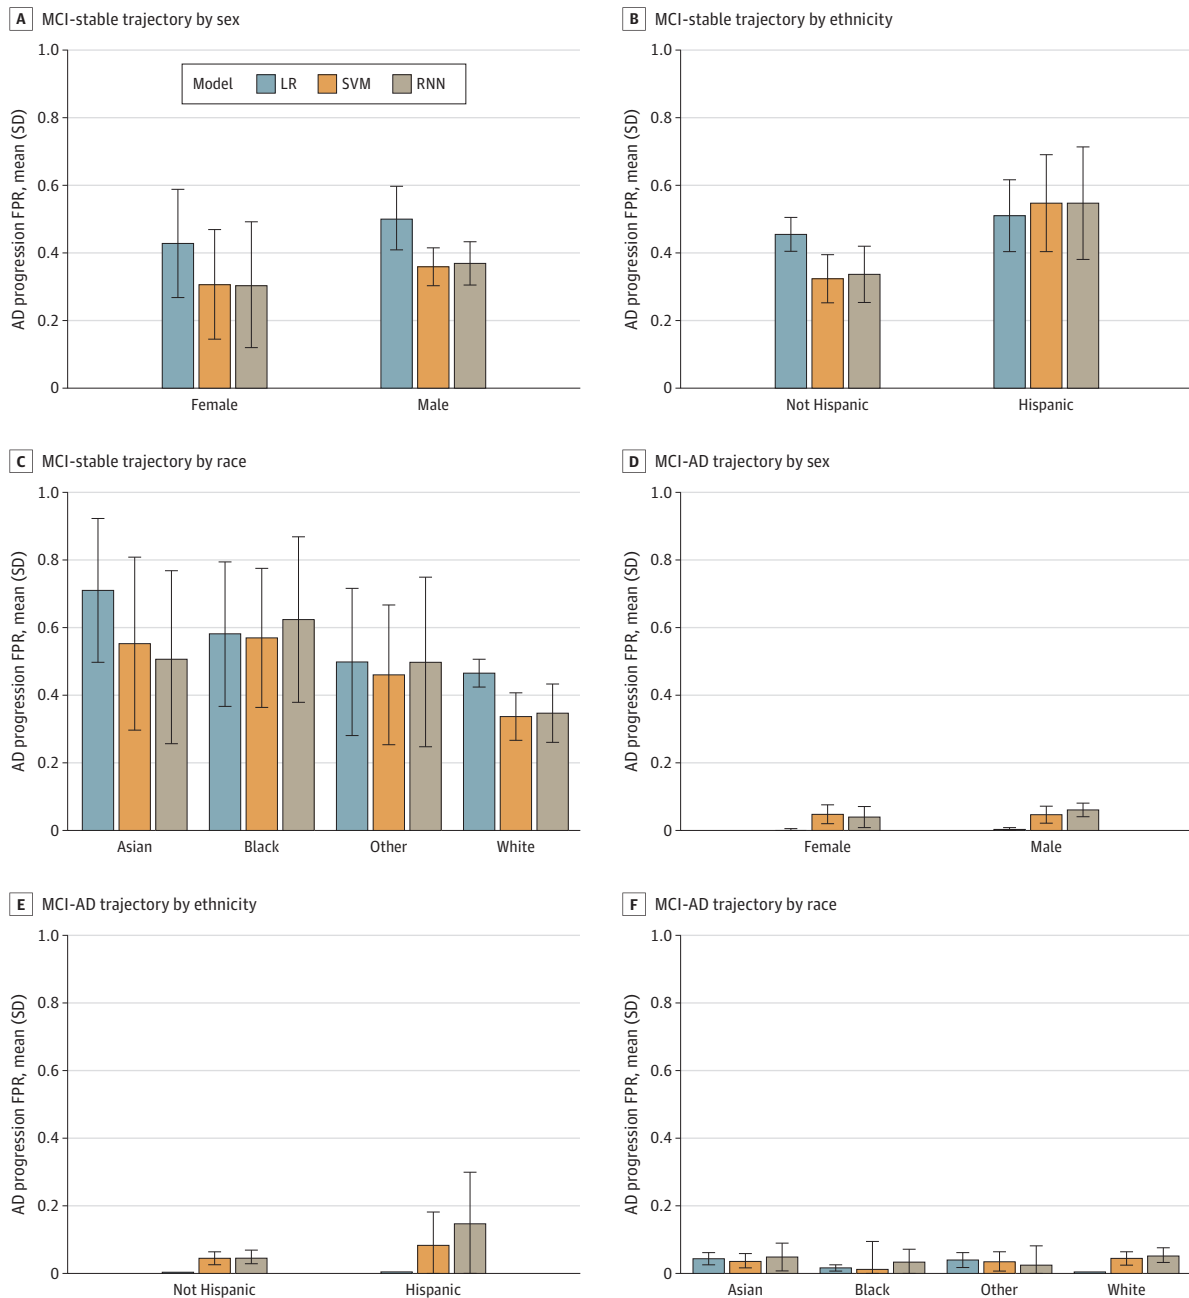 A MCI-stable trajectory by sex
AD progression FPR, mean (SD)
1.0
0.8
0.6
0.4
0.2
0
Model LR SVM RNN
Female Male
B MCI-stable trajectory by ethnicity
AD progression FPR, mean (SD)
1.0
0.8
0.6
0.4
0.2
0
Not Hispanic Hispanic
C MCI-stable trajectory by race
AD progression FPR, mean (SD)
1.0
0.8
0.6
0.4
0.2
0
Asian Black Other White
D MCI-AD trajectory by sex
AD progression FPR, mean (SD)
1.0
0.8
0.6
0.4
0.2
0
Female Male
E MCI-AD trajectory by ethnicity
AD progression FPR, mean (SD)
1.0
0.8
0.6
0.4
0.2
0
Not Hispanic Hispanic
F MCI-AD trajectory by race
AD progression FPR, mean (SD)
1.0
0.8
0.6
0.4
0.2
0
Asian Black Other White